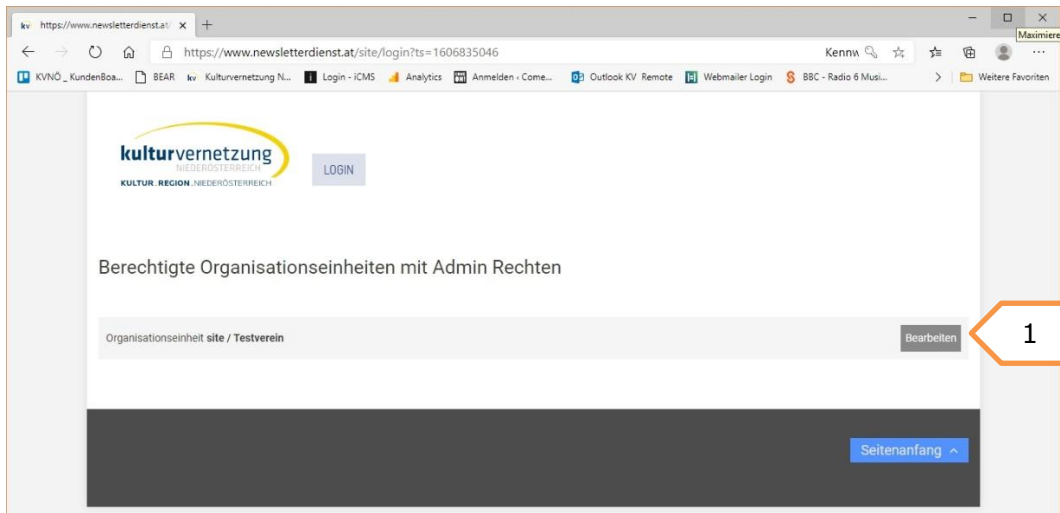 kv https://www.newsletterdienst.at/ × +
Maximiere
https://www.newsletterdienst.at/site/login?ts=1606835046 Kennw
KVNÖ _ KundenBoa... BEAR kv Kulturvernetzung N... Login - iCMS Analytics Anmelden - Come... Outlook KV Remote Webmailer Login BBC - Radio 6 Musi... Weitere Favoriten
kulturvernetzung
NIEDERÖSTERREICH
KULTUR.REGION.NIEDERÖSTERREICH
LOGIN
Berechtigte Organisationseinheiten mit Admin Rechten
Organisationseinheit site / Testverein Bearbeiten 1
Seitenanfang